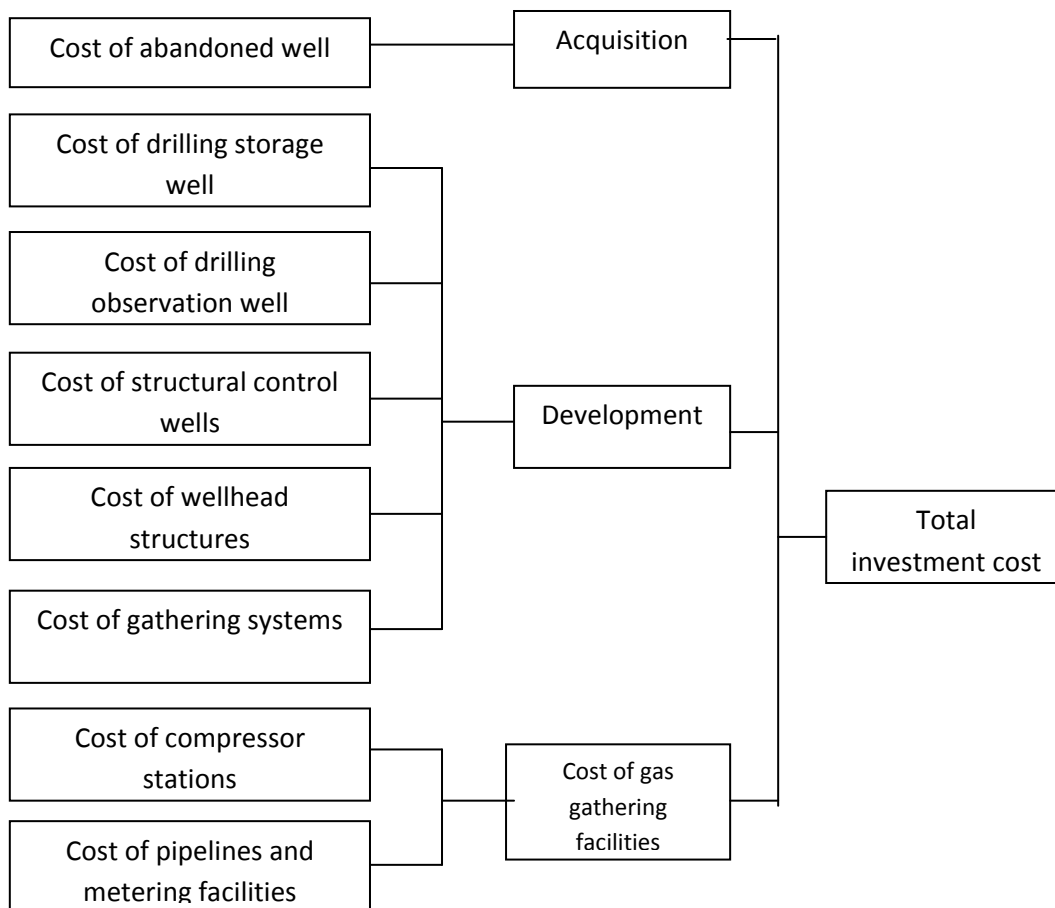 Cost of abandoned well
Acquisition
Cost of drilling storage
well
Cost of drilling
observation well
Cost of structural control
wells
Development
Cost of wellhead
structures
Total
investment cost
Cost of gathering systems
Cost of compressor
stations
Cost of gas
gathering
facilities
Cost of pipelines and
metering facilities